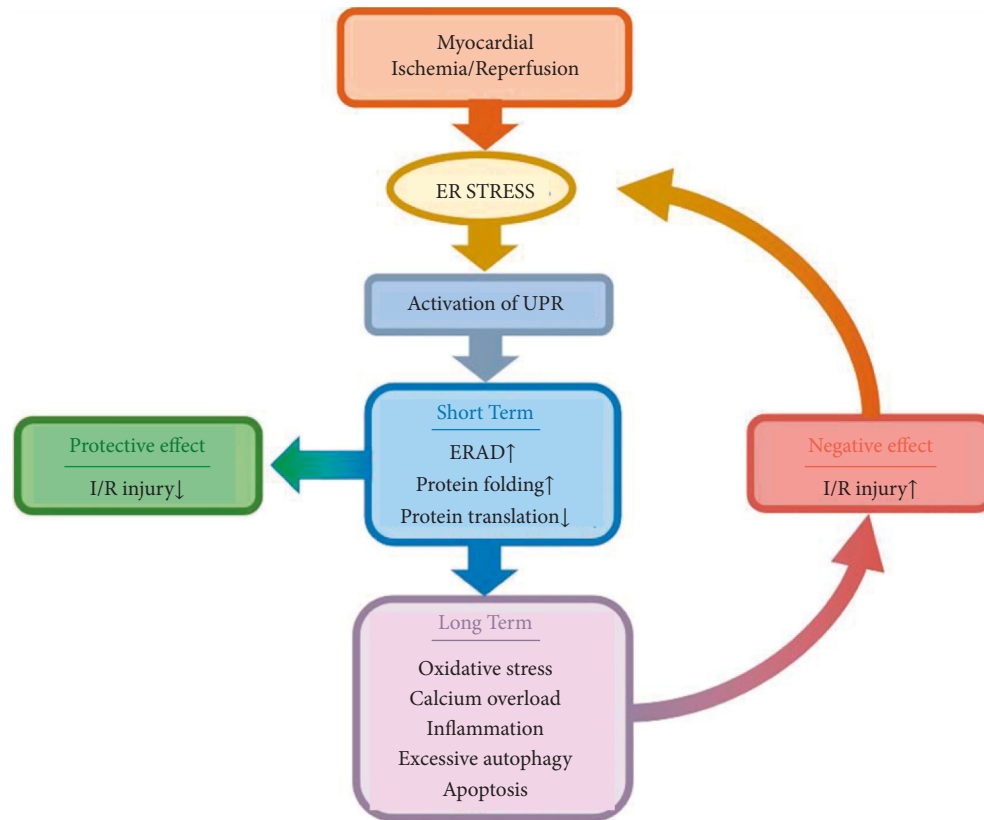 Myocardial
Ischemia/Reperfusion
ER STRESS
Activation of UPR
Short Term
ERAD↑
Protein folding↑
Protein translation↓
Protective effect
I/R injury↓
Negative effect
I/R injury↑
Long Term
Oxidative stress
Calcium overload
Inflammation
Excessive autophagy
Apoptosis